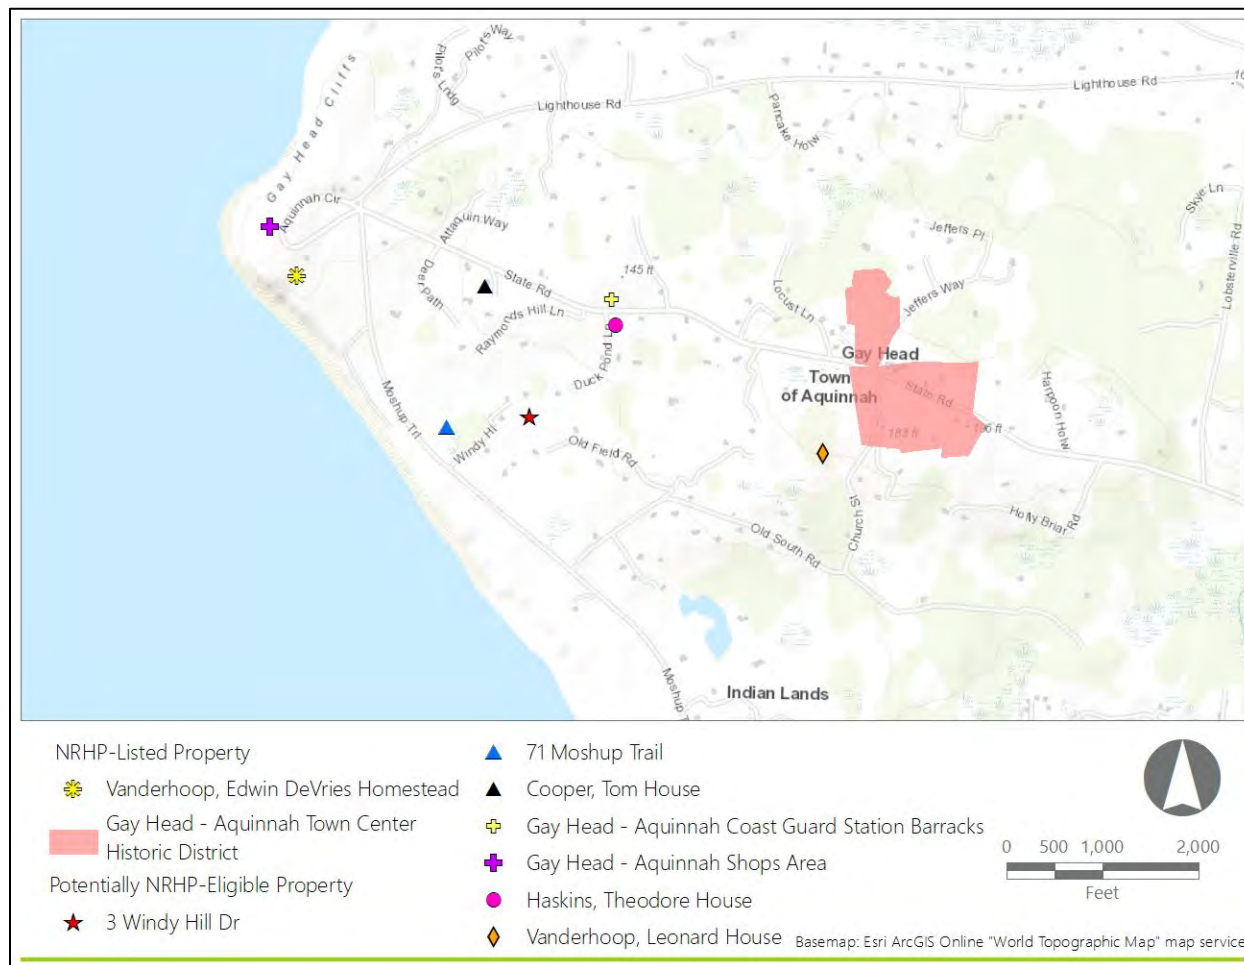 Pilot's Way
Pilot's Lndg
Gay Head Cliffs
Lighthouse Rd
Lighthouse Rd
Pancake Holw
Aquinnah Cir
Attaquin Way
Deer Path
State Rd
145 ft
Raymonds Hill Ln
Duck Pond Ln
Locust Ln
Jeffers Pl
Jeffers Way
Skye Ln
Lobsterville Rd
Gay Head
Town
of Aquinnah
State Rd
Harpoon Holw
183 ft
196 ft
Moshup Trl
Windy Hl
Old Field Rd
Old South Rd
Church St
Holly Briar Rd
Indian Lands
NRHP-Listed Property
Vanderhoop, Edwin DeVries Homestead
Gay Head - Aquinnah Town Center
Historic District
Potentially NRHP-Eligible Property
3 Windy Hill Dr
71 Moshup Trail
Cooper, Tom House
Gay Head - Aquinnah Coast Guard Station Barracks
Gay Head - Aquinnah Shops Area
Haskins, Theodore House
Vanderhoop, Leonard House
0 500 1,000 2,000
Feet
Basemap: Esri ArcGIS Online "World Topographic Map" map service